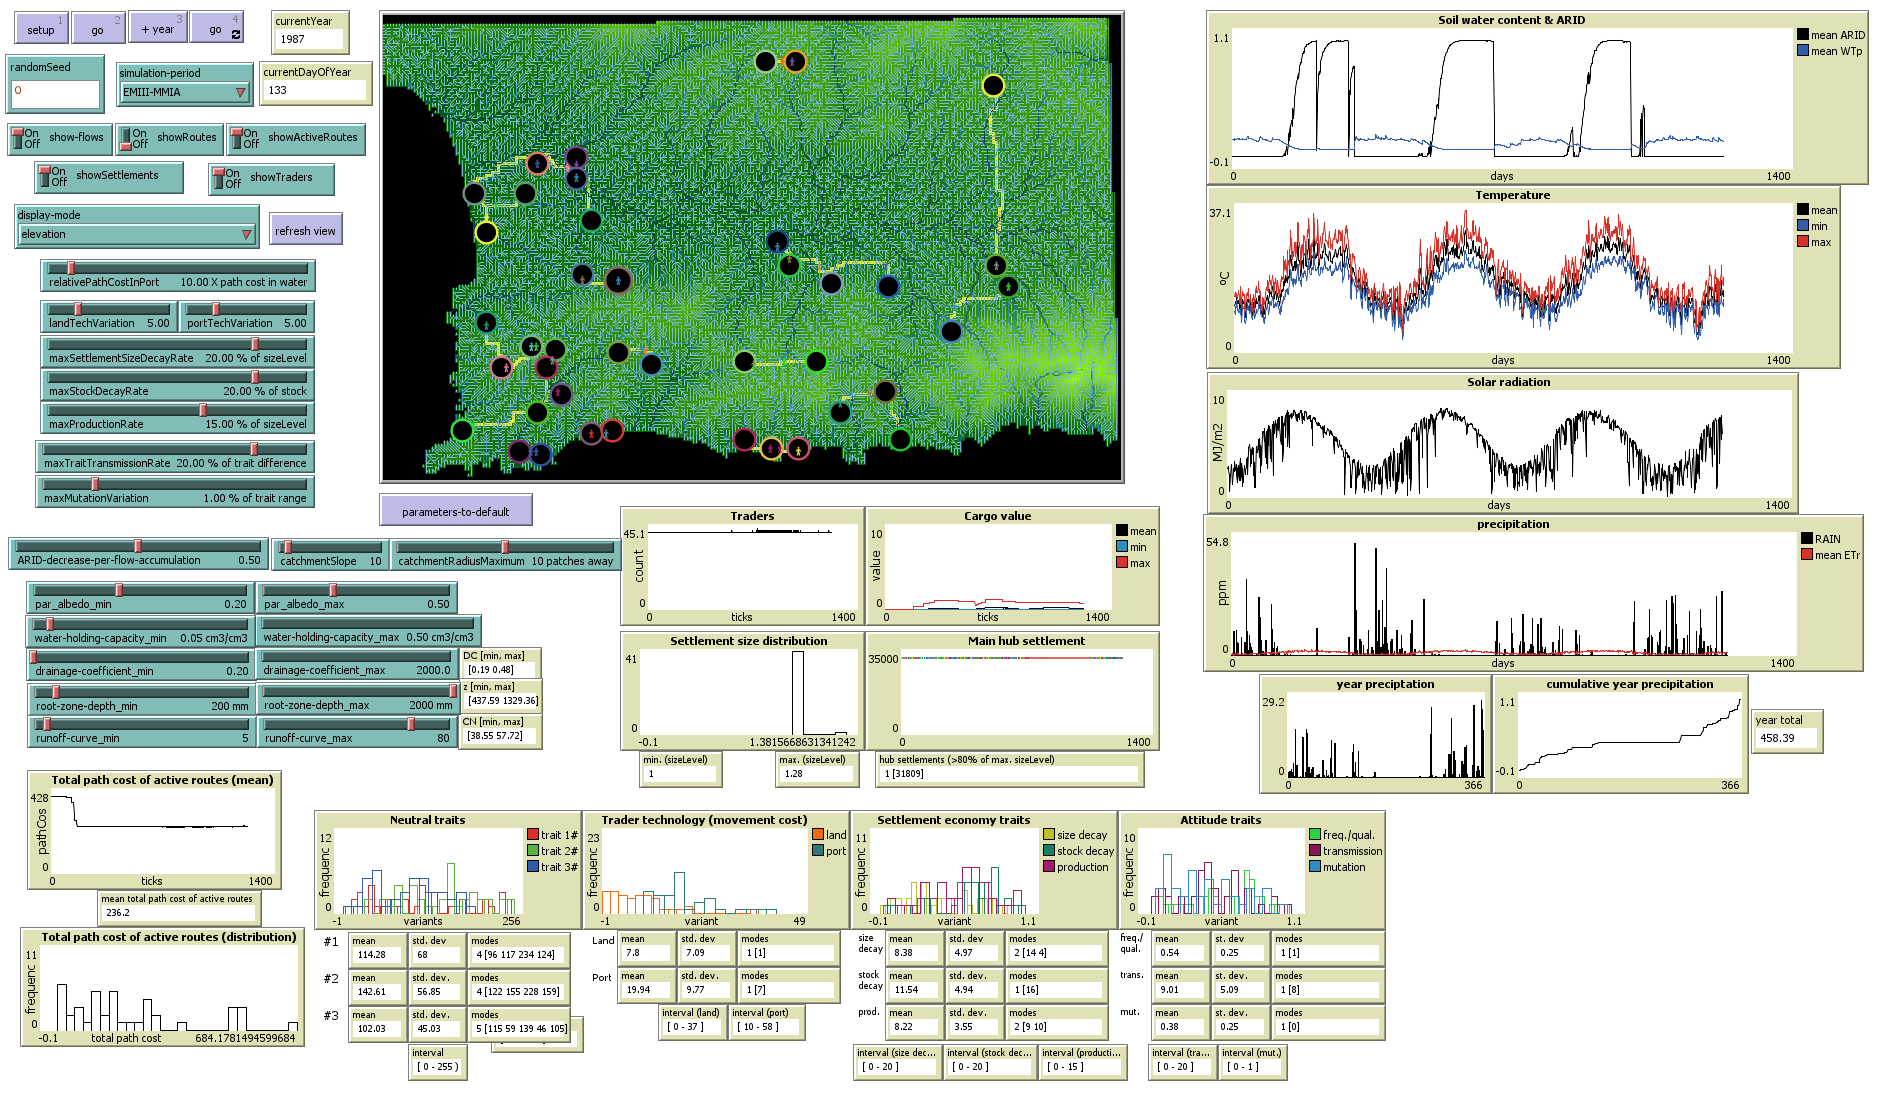 setup 1
go 2
+ year 3
go 4
currentYear
1987
randomSeed
0
simulation-period
EMIII-MMIA
currentDayOfYear
133
On Off show-flows
On Off showRoutes
On Off showActiveRoutes
On Off showSettlements
On Off showTraders
display-mode
elevation
refresh view
relativePathCostInPort 10.00 X path cost in water
landTechVariation 5.00
portTechVariation 5.00
maxSettlementSizeDecayRate 20.00 % of sizeLevel
maxStockDecayRate 20.00 % of stock
maxProductionRate 15.00 % of sizeLevel
maxTraitTransmissionRate 20.00 % of trait difference
maxMutationVariation 1.00 % of trait range
parameters-to-default
ARID-decrease-per-flow-accumulation 0.50
catchmentSlope 10
catchmentRadiusMaximum 10 patches away
par_albedo_min 0.20
par_albedo_max 0.50
water-holding-capacity_min 0.05 cm3/cm3
water-holding-capacity_max 0.50 cm3/cm3
drainage-coefficient_min 0.20
drainage-coefficient_max 2000.0
root-zone-depth_min 200 mm
root-zone-depth_max 2000 mm
runoff-curve_min 5
runoff-curve_max 80
DC [min, max]
[0.19 0.48]
z [min, max]
[437.59 1329.36]
CN [min, max]
[38.55 57.72]
Traders
45.1
count
0
0 ticks 1400
Cargo value
10
value
0
0 ticks 1400
mean
min
max
Settlement size distribution
41
0
-0.1 1.3815668631341242
min. (sizeLevel)
1
max. (sizeLevel)
1.28
Main hub settlement
35000
0
0 1400
hub settlements (>80% of max. sizeLevel)
1 [31809]
Soil water content & ARID
1.1
-0.1
0 days 1400
mean ARID
mean WTp
Temperature
37.1
ºC
0
0 days 1400
mean
min
max
Solar radiation
10
MJ/m2
0
0 days 1400
precipitation
54.8
ppm
0
0 days 1400
RAIN
mean ETr
year preciptation
29.2
0
0 366
cumulative year precipitation
1.1
-0.1
0 366
year total
458.39
Total path cost of active routes (mean)
428
pathCos
0
0 ticks 1400
mean total path cost of active routes
236.2
Total path cost of active routes (distribution)
11
frequenc
0
-0.1 total path cost 684.1781494599684
Neutral traits
12
frequenc
0
-1 variants 256
trait 1#
trait 2#
trait 3#
#1
mean 114.28
std. dev 68
modes 4 [96 117 234 124]
#2
mean 142.61
std. dev. 56.85
modes 4 [122 155 228 159]
#3
mean 102.03
std. dev. 45.03
modes 5 [115 59 139 46 105]
interval
[ 0 - 255 )
Trader technology (movement cost)
23
frequenc
0
-1 variant 49
land
port
Land
mean 7.8
std. dev 7.09
modes 1 [1]
Port
mean 19.94
std. dev. 9.77
modes 1 [7]
interval (land)
[ 0 - 37 ]
interval (port)
[ 10 - 58 ]
Settlement economy traits
11
frequenc
0
-0.1 variant 1.1
size decay
stock decay
production
size decay
mean 8.38
std. dev 4.97
modes 2 [14 4]
stock decay
mean 11.54
std. dev. 4.94
modes 1 [16]
prod.
mean 8.22
std. dev. 3.55
modes 2 [9 10]
interval (size dec...
[ 0 - 20 ]
interval (stock dec...
[ 0 - 20 ]
interval (producti...
[ 0 - 15 ]
Attitude traits
10
frequenc
0
-0.1 variant 1.1
freq./qual.
transmission
mutation
freq./ qual.
mean 0.54
st. dev 0.25
modes 1 [1]
trans.
mean 9.01
st. dev. 5.09
modes 1 [8]
mut.
mean 0.38
st. dev. 0.25
modes 1 [0]
interval (tra...
[ 0 - 20 ]
interval (mut.)
[ 0 - 1 ]